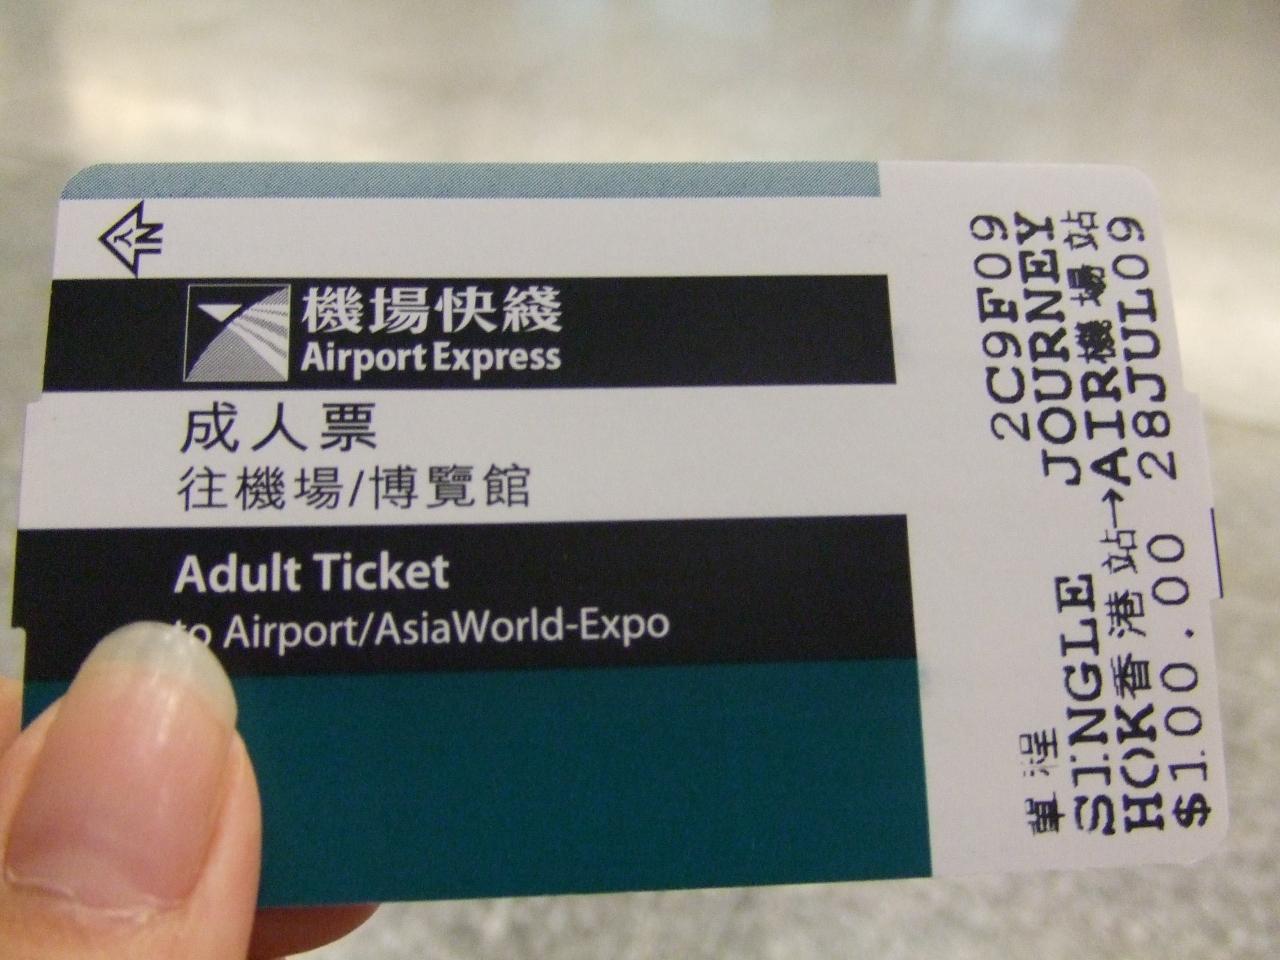 入 IN
機場快綫
Airport Express
成人票
往機場/博覽館
Adult Ticket
to Airport/AsiaWorld-Expo
單程 2C9F09
SINGLE JOURNEY
HOK香港站→AIR機場站
$100.00 28JUL09